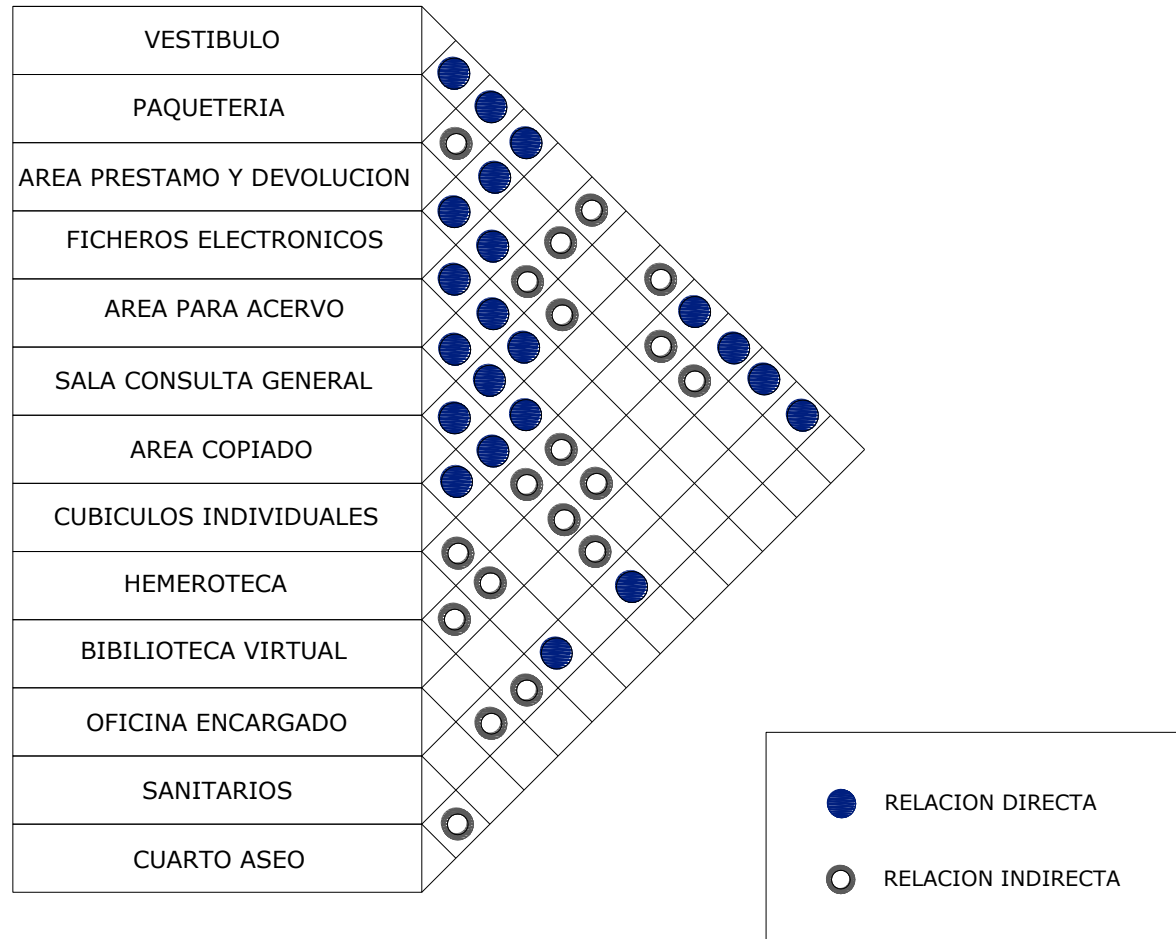 VESTIBULO
PAQUETERIA
AREA PRESTAMO Y DEVOLUCION
FICHEROS ELECTRONICOS
AREA PARA ACERVO
SALA CONSULTA GENERAL
AREA COPIADO
CUBICULOS INDIVIDUALES
HEMEROTECA
BIBILIOTECA VIRTUAL
OFICINA ENCARGADO
SANITARIOS
CUARTO ASEO
RELACION DIRECTA
RELACION INDIRECTA